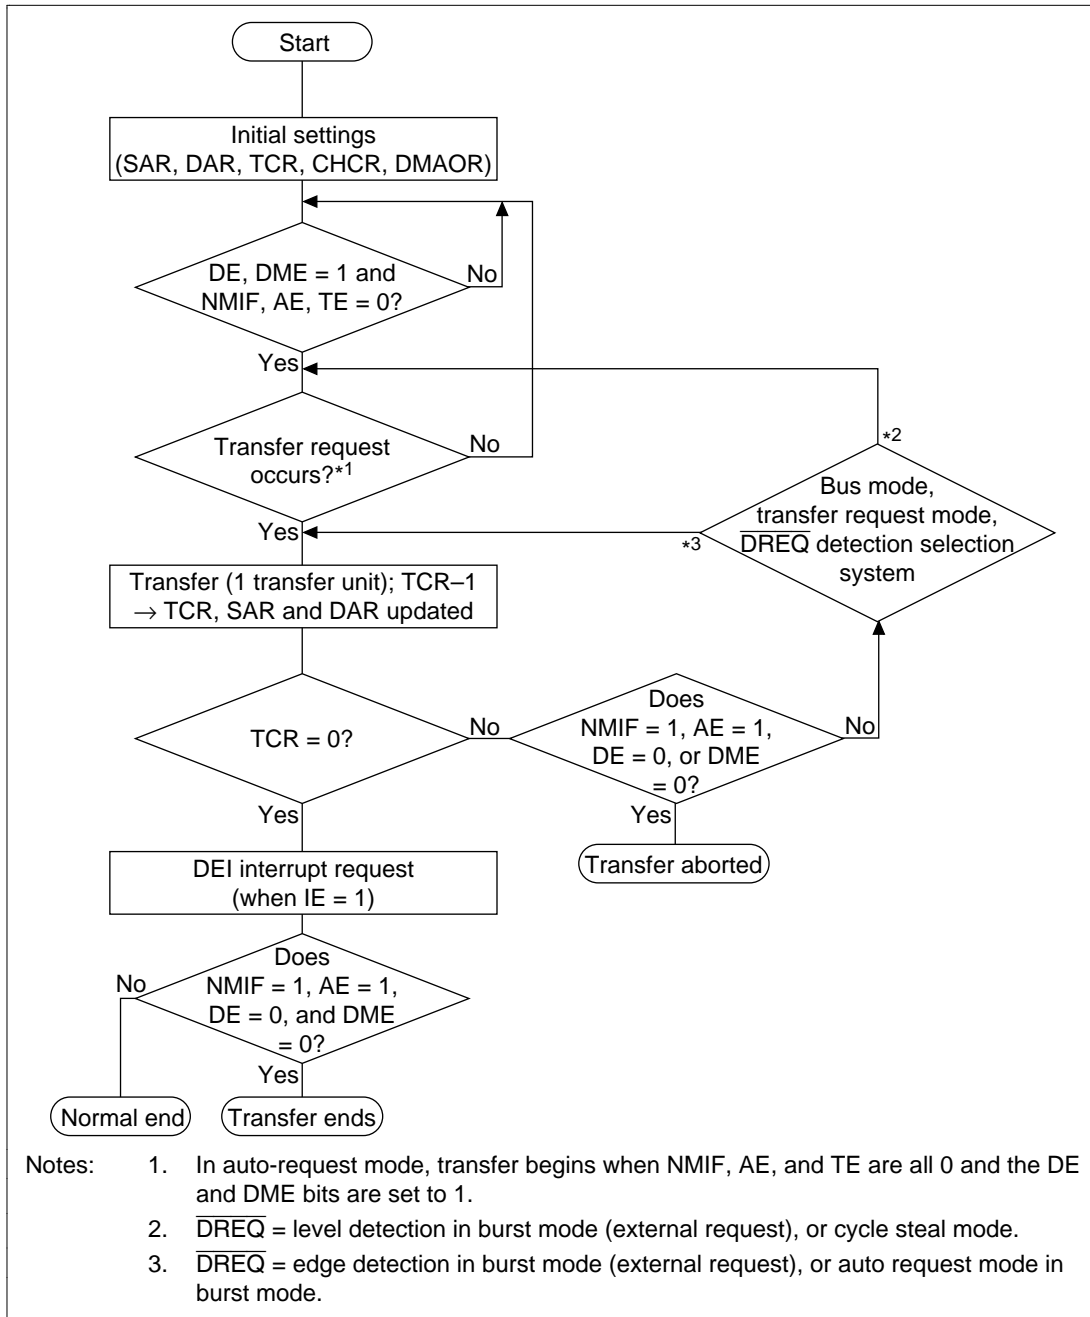 Start
Initial settings
(SAR, DAR, TCR, CHCR, DMAOR)
DE, DME = 1 and
NMIF, AE, TE = 0?
No
Yes
Transfer request
occurs?*1
No
Yes
*2
Bus mode,
transfer request mode,
DREQ detection selection
system
*3
Transfer (1 transfer unit); TCR–1
→ TCR, SAR and DAR updated
TCR = 0?
No
Does
NMIF = 1, AE = 1,
DE = 0, or DME
= 0?
No
Yes
Yes
Transfer aborted
DEI interrupt request
(when IE = 1)
Does
NMIF = 1, AE = 1,
DE = 0, and DME
= 0?
No
Yes
Normal end
Transfer ends
Notes: 1. In auto-request mode, transfer begins when NMIF, AE, and TE are all 0 and the DE
and DME bits are set to 1.
2. DREQ = level detection in burst mode (external request), or cycle steal mode.
3. DREQ = edge detection in burst mode (external request), or auto request mode in
burst mode.